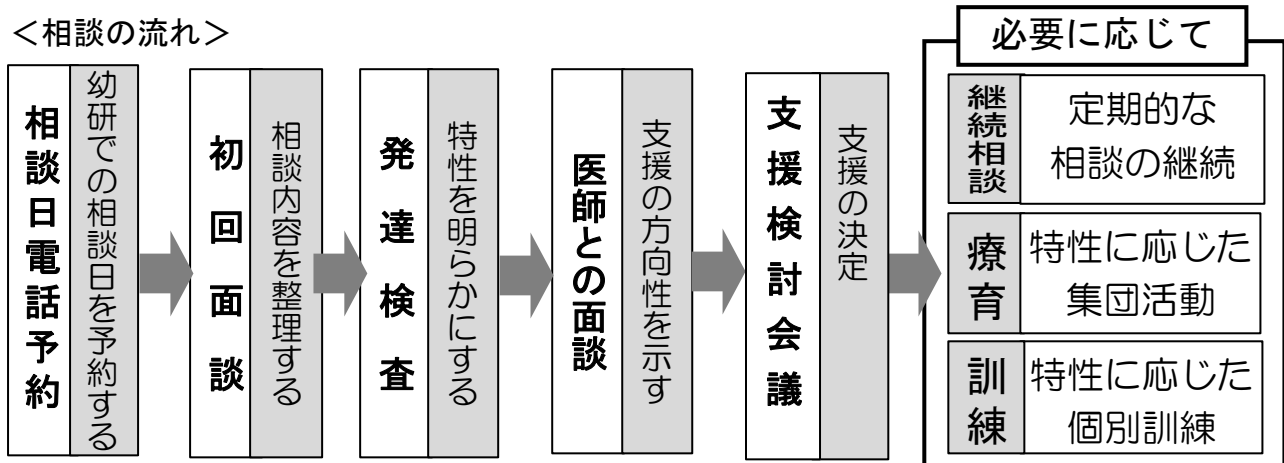 ＜相談の流れ＞
相談日電話予約
幼研での相談日を予約する
初回面談
相談内容を整理する
発達検査
特性を明らかにする
医師との面談
支援の方向性を示す
支援検討会議
支援の決定
必要に応じて
継続相談
定期的な
相談の継続
療育
特性に応じた
集団活動
訓練
特性に応じた
個別訓練